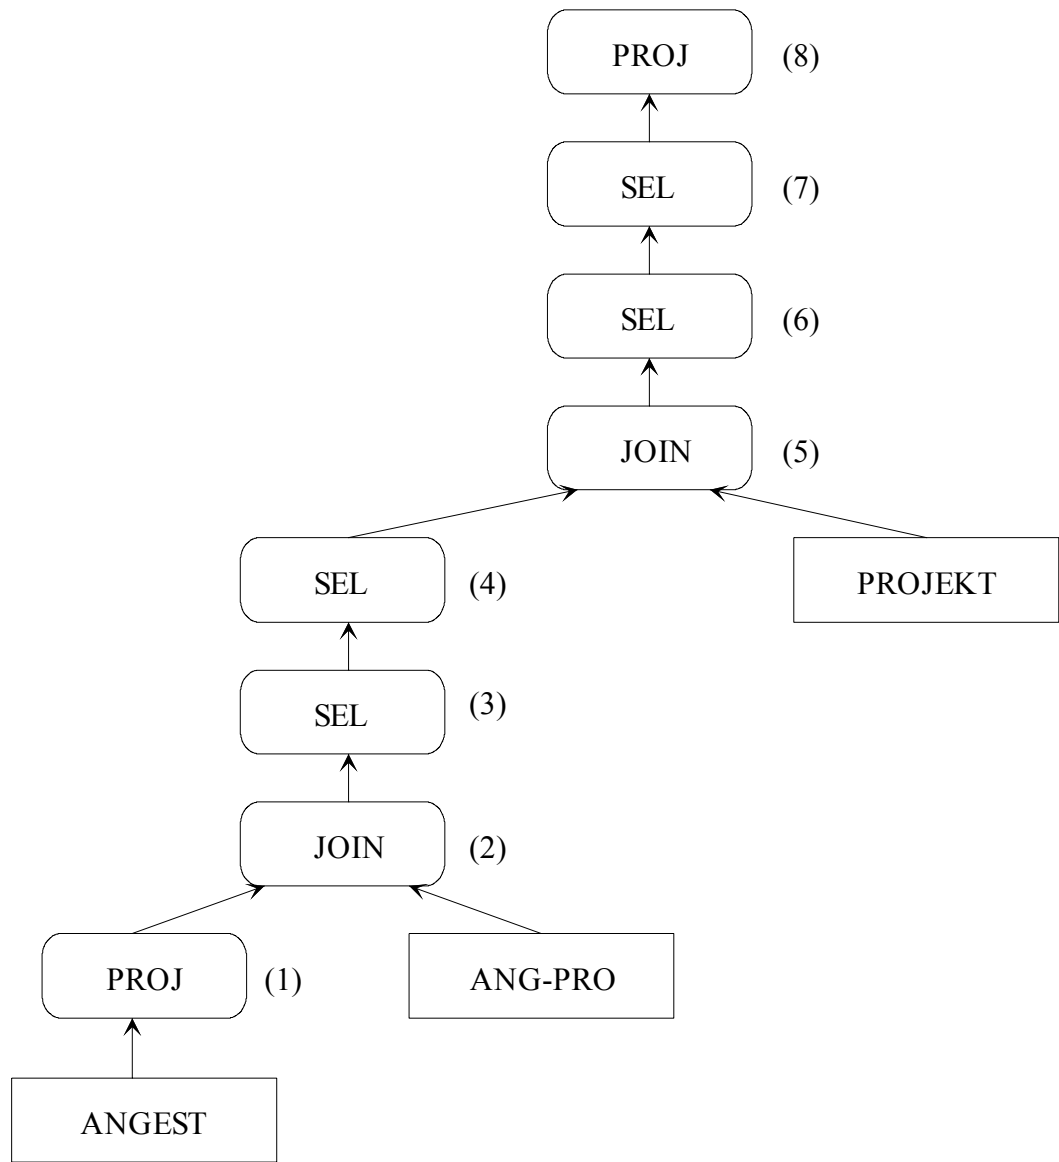 PROJ (8)
SEL (7)
SEL (6)
JOIN (5)
SEL (4)
PROJEKT
SEL (3)
JOIN (2)
PROJ (1)
ANG-PRO
ANGEST